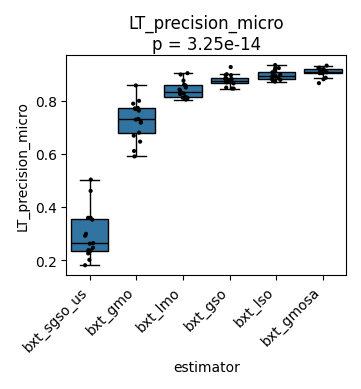 LT_precision_micro
p = 3.25e-14
LT_precision_micro
0.8
0.6
0.4
0.2
bxt_sgso_us
bxt_gmo
bxt_lmo
bxt_gso
bxt_lso
bxt_gmosa
estimator